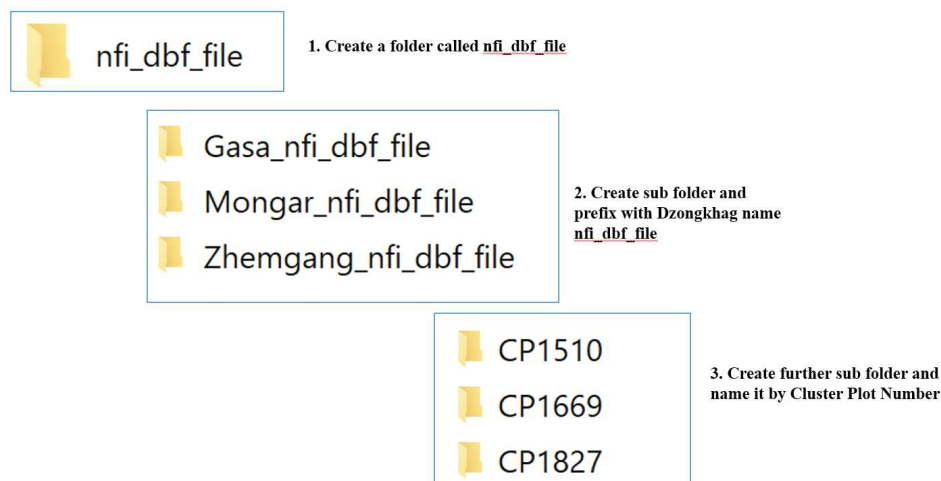 nfi_dbf_file
1. Create a folder called nfi_dbf_file
Gasa_nfi_dbf_file
Mongar_nfi_dbf_file
Zhemgang_nfi_dbf_file
2. Create sub folder and
prefix with Dzongkhag name
nfi_dbf_file
CP1510
CP1669
CP1827
3. Create further sub folder and
name it by Cluster Plot Number